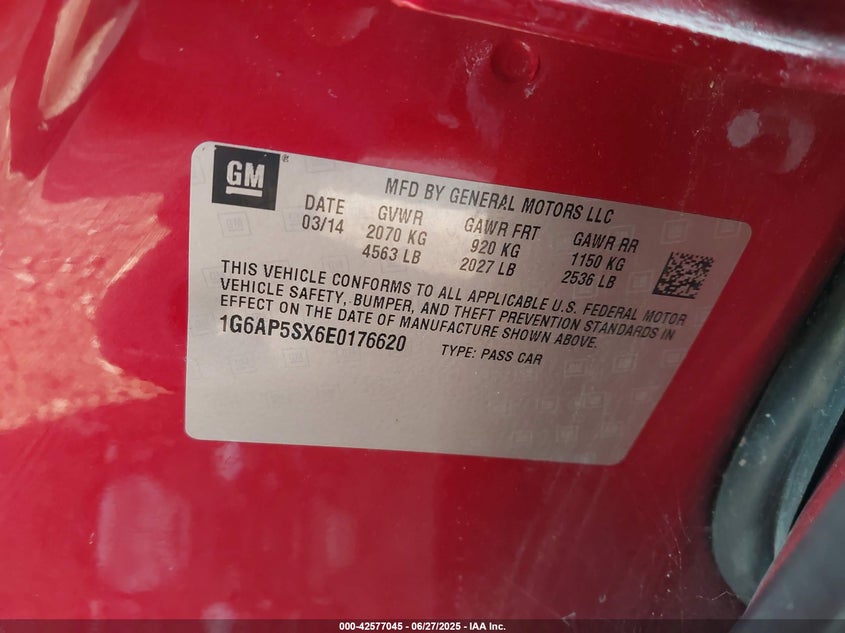 GM
MFD BY GENERAL MOTORS LLC
DATE GVWR GAWR FRT GAWR RR
03/14 2070 KG 920 KG 1150 KG
4563 LB 2027 LB 2536 LB
THIS VEHICLE CONFORMS TO ALL APPLICABLE U.S. FEDERAL MOTOR
VEHICLE SAFETY, BUMPER, AND THEFT PREVENTION STANDARDS IN
EFFECT ON THE DATE OF MANUFACTURE SHOWN ABOVE.
1G6AP5SX6E0176620 TYPE: PASS CAR
000-42577045 - 06/27/2025 - IAA Inc.